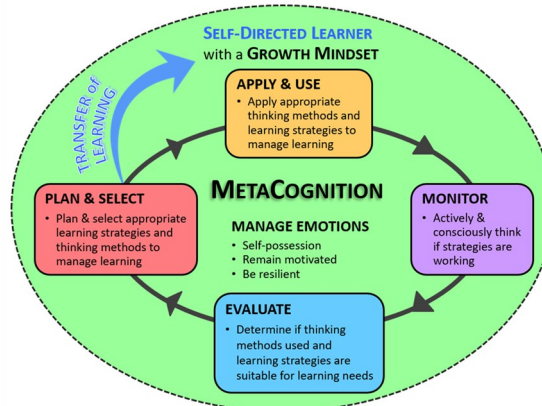 SELF-DIRECTED LEARNER
with a GROWTH MINDSET
TRANSFER of
LEARNING
APPLY & USE
• Apply appropriate
thinking methods and
learning strategies to
manage learning
PLAN & SELECT
• Plan & select appropriate
learning strategies and
thinking methods to
manage learning
METACOGNITION
MANAGE EMOTIONS
• Self-possession
• Remain motivated
• Be resilient
MONITOR
• Actively &
consciously think
if strategies are
working
EVALUATE
• Determine if thinking
methods used and
learning strategies are
suitable for learning needs